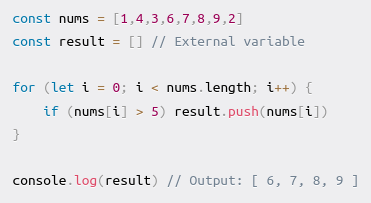 const nums = [1,4,3,6,7,8,9,2]
const result = [] // External variable

for (let i = 0; i < nums.length; i++) {
    if (nums[i] > 5) result.push(nums[i])
}

console.log(result) // Output: [ 6, 7, 8, 9 ]